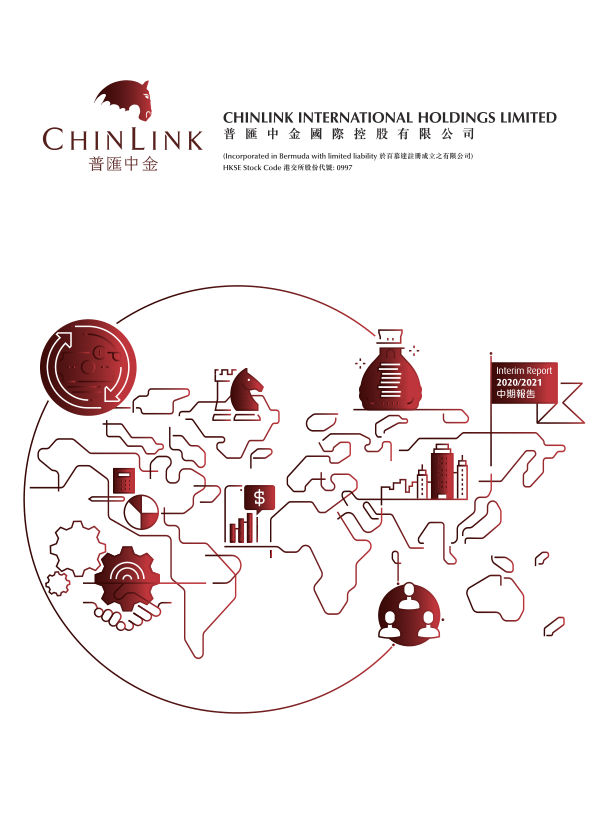 CHINLINK
普匯中金
CHINLINK INTERNATIONAL HOLDINGS LIMITED
普匯中金國際控股有限公司
(Incorporated in Bermuda with limited liability 於百慕達註冊成立之有限公司)
HKSE Stock Code 港交所股份代號: 0997
Interim Report
2020/2021
中期報告
$